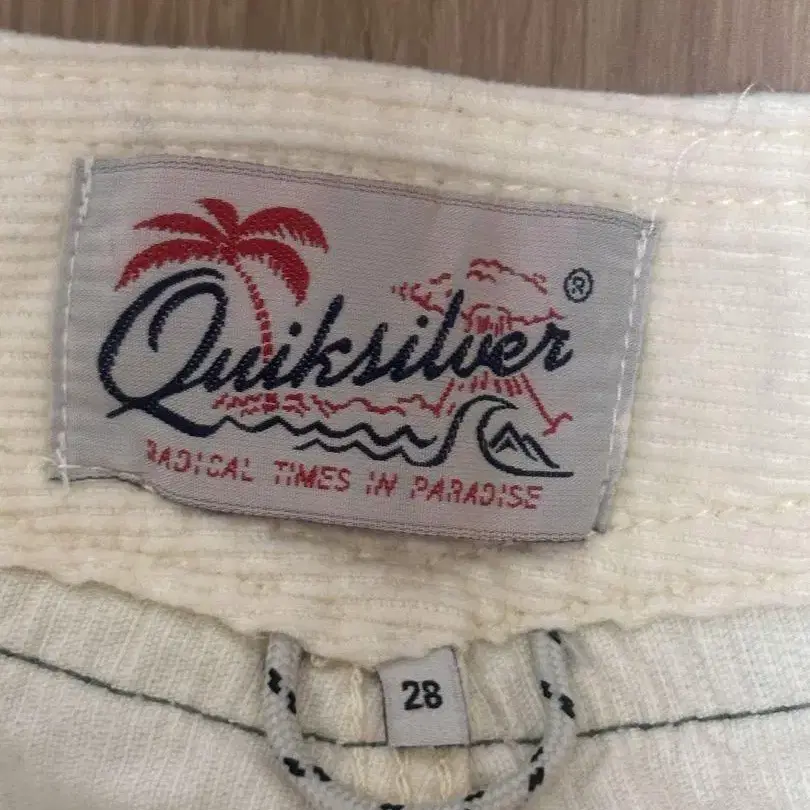 Quiksilver ®
RADICAL TIMES IN PARADISE
28